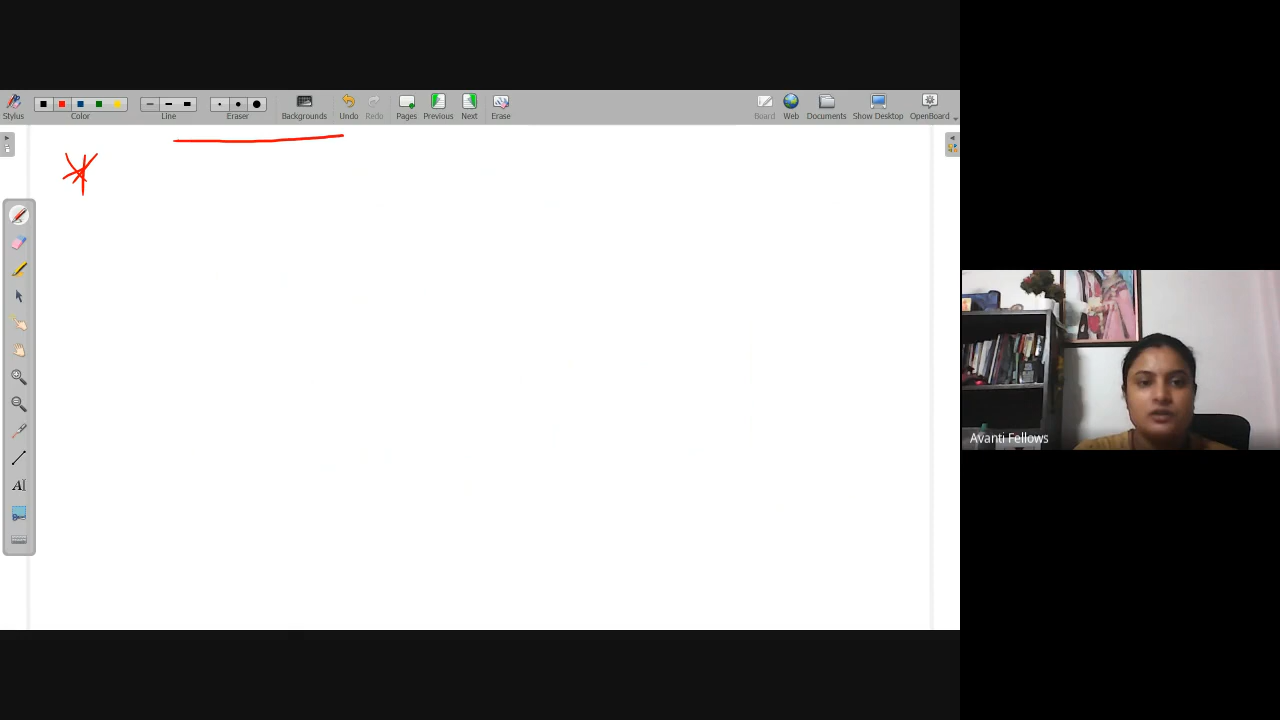 Stylus Color Line Eraser Backgrounds Undo Redo Pages Previous Next Erase Board Web Documents Show Desktop OpenBoard
AI
Avanti Fellows